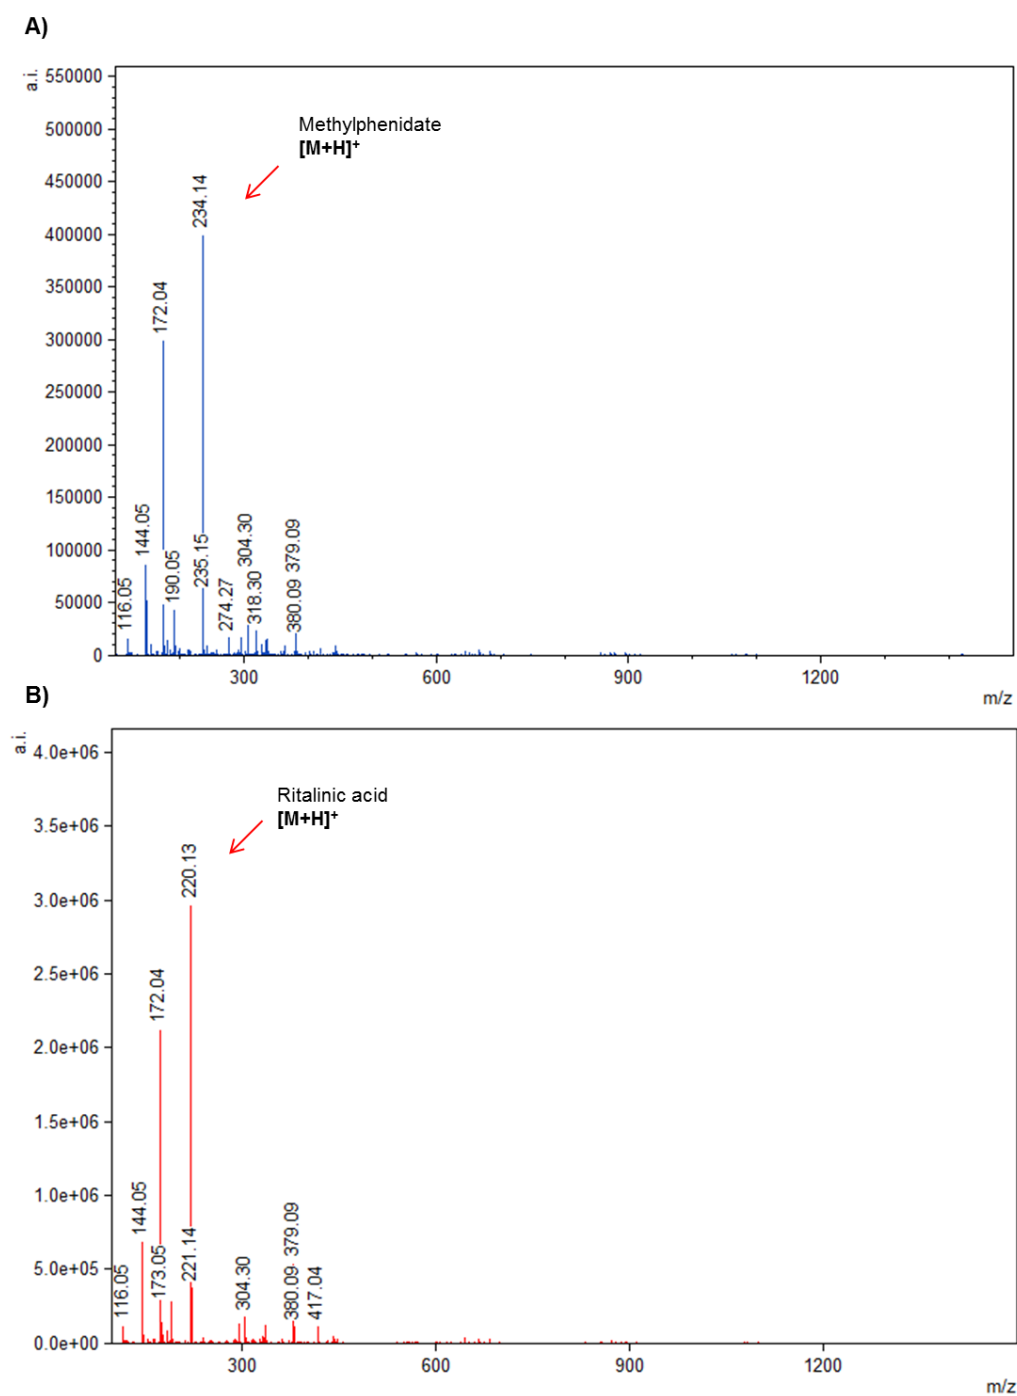 A)
a.i.
550000
500000
450000
400000
350000
300000
250000
200000
150000
100000
50000
0
Methylphenidate
[M+H]+
116.05
144.05
172.04
190.05
234.14
235.15
274.27
304.30
318.30
380.09
379.09
300
600
900
1200
m/z
B)
a.i.
4.0e+06
3.5e+06
3.0e+06
2.5e+06
2.0e+06
1.5e+06
1.0e+06
5.0e+05
0.0e+00
Ritalinic acid
[M+H]+
116.05
144.05
172.04
173.05
220.13
221.14
304.30
380.09
379.09
417.04
300
600
900
1200
m/z